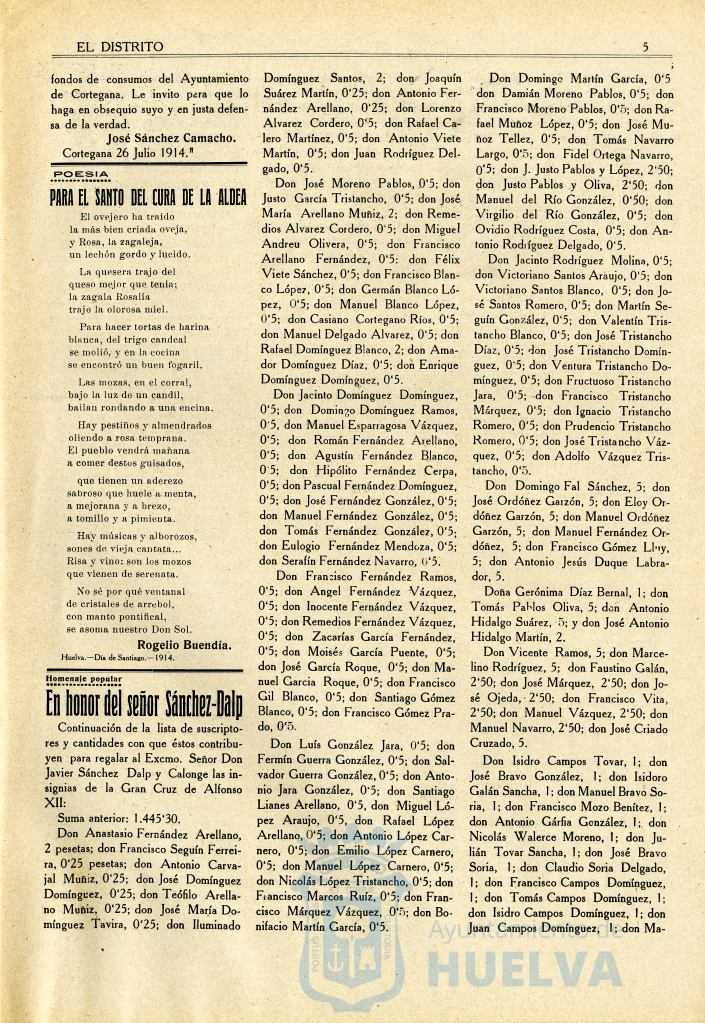 EL DISTRITO 5
fondos de consumos del Ayuntamiento
de Cortegana. Le invito para que lo
haga en obsequio suyo y en justa defen-
sa de la verdad.
José Sánchez Camacho.
Cortegana 26 Julio 1914."
POESIA
PARA EL SANTO DEL CURA DE LA ALDEA
El ovejero ha traido
la más bien criada oveja,
y Rosa, la zagaleja,
un lechón gordo y lucido.
La quesera trajo del
queso mejor que tenía;
la zagala Rosalía
trajo la olorosa miel.
Para hacer tortas de harina
blanca, del trigo candeal
se molió, y en la cocina
se encontró un buen fogaril.
Las mozas, en el corral,
bajo la luz de un candil,
bailan rondando a una encina.
Hay pestiños y almendrados
oliendo a rosa temprana.
El pueblo vendrá mañana
a comer destos guisados,
que tienen un aderezo
sabroso que huele a menta,
a mejorana y a brezo,
a tomillo y a pimienta.
Hay músicas y alborozos,
sones de vieja cantata...
Risa y vino: son los mozos
que vienen de serenata.
No sé por qué ventanal
de cristales de arrebol,
con manto pontifical,
se asoma nuestro Don Sol.
Rogelio Buendía.
Huelva.—Día de Santiago.—1914.
Homenaje popular
En honor del señor Sánchez-Dalp
Continuación de la lista de suscripto-
res y cantidades con que éstos contribu-
yen para regalar al Excmo. Señor Don
Javier Sánchez Dalp y Calonge las in-
signias de la Gran Cruz de Alfonso
XII:
Suma anterior: 1.445'30.
Don Anastasio Fernández Arellano,
2 pesetas; don Francisco Seguín Ferrei-
ra, 0'25 pesetas; don Antonio Carva-
jal Muñiz, 0'25; don José Domínguez
Domínguez, 0'25; don Teófilo Arella-
no Muñiz, 0'25; don José María Do-
mínguez Tavira, 0'25; don Iluminado
Domínguez Santos, 2; don Joaquín
Suárez Martín, 0'25; don Antonio Fer-
nández Arellano, 0'25; don Lorenzo
Alvarez Cordero, 0'5; don Rafael Ca-
lero Martínez, 0'5; don Antonio Viete
Martín, 0'5; don Juan Rodríguez Del-
gado, 0'5.
Don José Moreno Pablos, 0'5; don
Justo García Tristancho, 0'5; don José
María Arellano Muñiz, 2; don Reme-
dios Alvarez Cordero, 0'5; don Miguel
Andreu Olivera, 0'5; don Francisco
Arellano Fernández, 0'5: don Félix
Viete Sánchez, 0'5; don Francisco Blan-
co López, 0'5; don Germán Blanco Ló-
pez, 0'5; don Manuel Blanco López,
0'5; don Casiano Cortegano Ríos, 0'5;
don Manuel Delgado Alvarez, 0'5; don
Rafael Domínguez Blanco, 2; don Ama-
dor Domínguez Díaz, 0'5; don Enrique
Domínguez Domínguez, 0'5.
Don Jacinto Domínguez Domínguez,
0'5; don Domingo Domínguez Ramos,
0'5, don Manuel Esparragosa Vázquez,
0'5; don Román Fernández Arellano,
0'5; don Agustín Fernández Blanco,
0'5; don Hipólito Fernández Cerpa,
0'5; don Pascual Fernández Domínguez,
0'5; don José Fernández González, 0'5;
don Manuel Fernández González, 0'5;
don Tomás Fernández González, 0'5;
don Eulogio Fernández Mendoza, 0'5;
don Serafín Fernández Navarro, 0'5.
Don Francisco Fernández Ramos,
0'5; don Angel Fernández Vázquez,
0'5; don Inocente Fernández Vázquez,
0'5; don Remedios Fernández Vázquez,
0'5; don Zacarías García Fernández,
0'5; don Moisés García Puente, 0'5;
don José García Roque, 0'5; don Ma-
nuel Garcia Roque, 0'5; don Francisco
Gil Blanco, 0'5; don Santiago Gómez
Blanco, 0'5; don Francisco Gómez Pra-
do, 0'5.
Don Luís González Jara, 0'5; don
Fermín Guerra González, 0'5; don Sal-
vador Guerra González, 0'5; don Anto-
nio Jara González, 0'5; don Santiago
Lianes Arellano, 0'5, don Miguel Ló-
pez Araujo, 0'5, don Rafael López
Arellano, 0'5; don Antonio López Car-
nero, 0'5; don Emilio López Carnero,
0'5; don Manuel López Carnero, 0'5;
don Nicolás López Tristancho, 0'5; don
Francisco Marcos Ruíz, 0'5; don Fran-
cisco Márquez Vázquez, 0'5; don Bo-
nifacio Martín García, 0'5.
Don Domingo Martín García, 0'5
don Damián Moreno Pablos, 0'5; don
Francisco Moreno Pablos, 0'5; don Ra-
fael Muñoz López, 0'5; don José Mu-
ñoz Tellez, 0'5; don Tomás Navarro
Largo, 0'5; don Fidel Ortega Navarro,
0'5; don J. Justo Pablos y López, 2'50;
don Justo Pablos y Oliva, 2'50; don
Manuel del Río González, 0'50; don
Virgilio del Río González, 0'5; don
Ovidio Rodríguez Costa, 0'5; don An-
tonio Rodríguez Delgado, 0'5.
Don Jacinto Rodríguez Molina, 0'5;
don Victoriano Santos Araujo, 0'5; don
Victoriano Santos Blanco, 0'5; don Jo-
sé Santos Romero, 0'5; don Martín Se-
guín González, 0'5; don Valentín Tris-
tancho Blanco, 0'5; don José Tristancho
Díaz, 0'5; don José Tristancho Domín-
guez, 0'5; don Ventura Tristancho Do-
mínguez, 0'5; don Fructuoso Tristancho
Jara, 0'5; don Francisco Tristancho
Márquez, 0'5; don Ignacio Tristancho
Romero, 0'5; don Prudencio Tristancho
Romero, 0'5; don José Tristancho Váz-
quez, 0'5; don Adolfo Vázquez Tris-
tancho, 0'5.
Don Domingo Fal Sánchez, 5; don
José Ordóñez Garzón, 5; don Eloy Or-
dóñez Garzón, 5; don Manuel Ordóñez
Garzón, 5; don Manuel Fernández Or-
dóñez, 5; don Francisco Gómez
5; don Antonio Jesús Duque Labra-
dor, 5.
Doña Gerónima Díaz Bernal, 1; don
Tomás Pablos Oliva, 5; don Antonio
Hidalgo Suárez, 5; y don José Antonio
Hidalgo Martín, 2.
Don Vicente Ramos, 5; don Marce-
lino Rodríguez, 5; don Faustino Galán,
2'50; don José Márquez, 2'50; don Jo-
sé Ojeda, 2'50; don Francisco Vita,
2'50; don Manuel Vázquez, 2'50; don
Manuel Navarro, 2'50; don José Criado
Cruzado, 5.
Don Isidro Campos Tovar, 1; don
José Bravo González, 1; don Isidoro
Galán Sancha, 1; don Manuel Bravo So-
ria, 1; don Francisco Mozo Benítez, 1;
don Antonio Gárfia González, 1; don
Nicolás Walerce Moreno, 1; don Ju-
lián Tovar Sancha, 1; don José Bravo
Soria, 1; don Claudio Soria Delgado,
1; don Francisco Campos Domínguez,
1; don Tomás Campos Domínguez, 1;
don Isidro Campos Domínguez, 1; don
Juan Campos Domínguez, 1; don Ma-
Ayuntamiento de
HUELVA